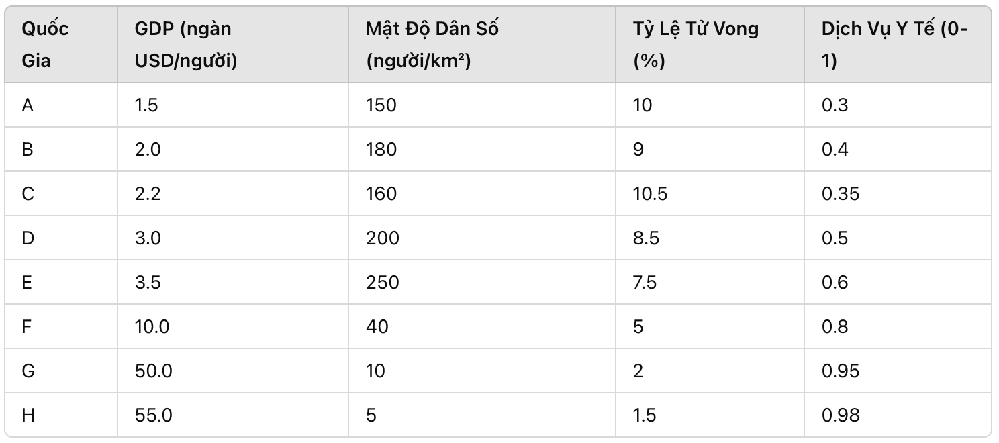 Quốc Gia | GDP (ngàn USD/người) | Mật Độ Dân Số (người/km²) | Tỷ Lệ Tử Vong (%) | Dịch Vụ Y Tế (0-1)
A | 1.5 | 150 | 10 | 0.3
B | 2.0 | 180 | 9 | 0.4
C | 2.2 | 160 | 10.5 | 0.35
D | 3.0 | 200 | 8.5 | 0.5
E | 3.5 | 250 | 7.5 | 0.6
F | 10.0 | 40 | 5 | 0.8
G | 50.0 | 10 | 2 | 0.95
H | 55.0 | 5 | 1.5 | 0.98